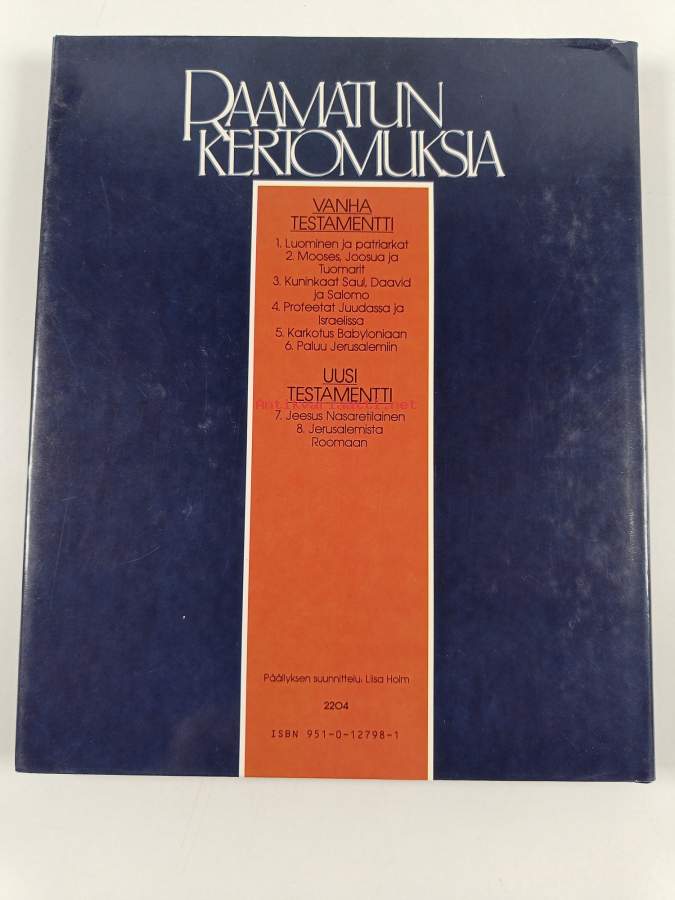 RAAMATUN
KERTOMUKSIA
VANHA
TESTAMENTTI
1. Luominen ja patriarkat
2. Mooses, Joosua ja
Tuomarit
3. Kuninkaat Saul, Daavid
ja Salomo
4. Profeetat Juudassa ja
Israelissa
5. Karkotus Babyloniaan
6. Paluu Jerusalemiin
UUSI
TESTAMENTTI
Antikvariaatti.net
7. Jeesus Nasaretilainen
8. Jerusalemista
Roomaan
Päällyksen suunnittelu: Liisa Holm
2204
ISBN 951-0-12798-1